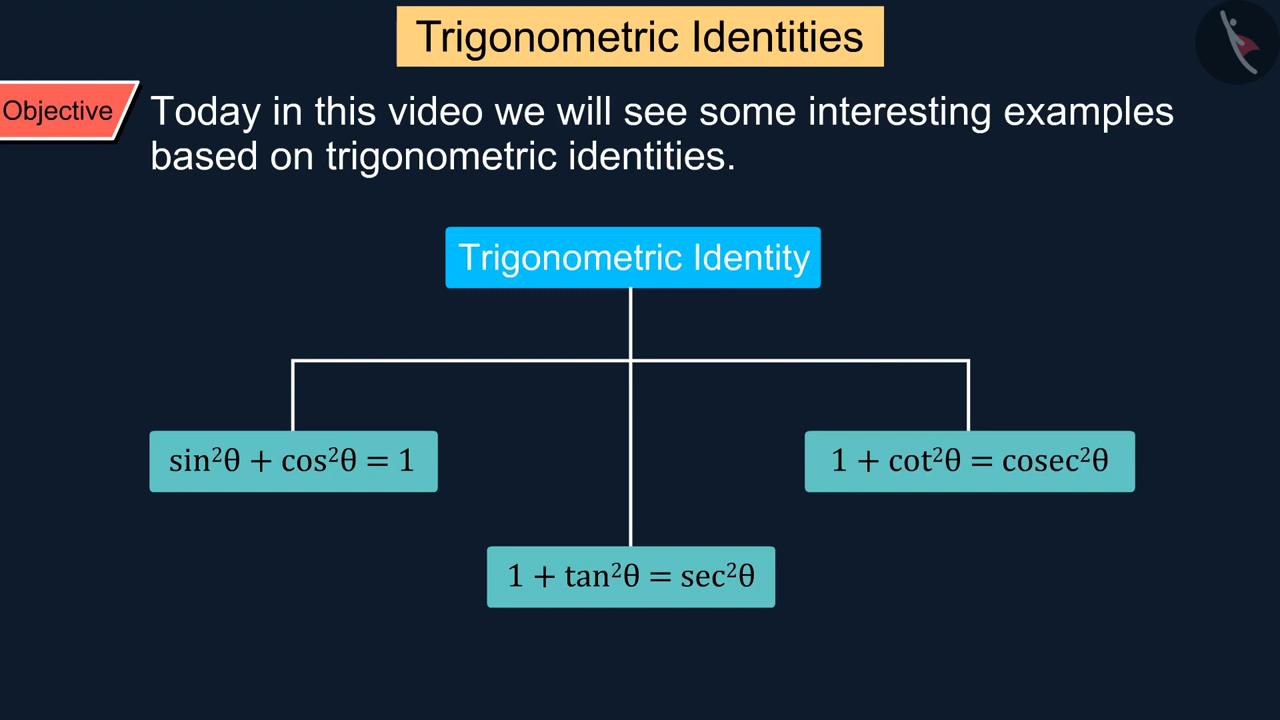 Trigonometric Identities
Objective
Today in this video we will see some interesting examples
based on trigonometric identities.
Trigonometric Identity
sin²θ + cos²θ = 1
1 + cot²θ = cosec²θ
1 + tan²θ = sec²θ